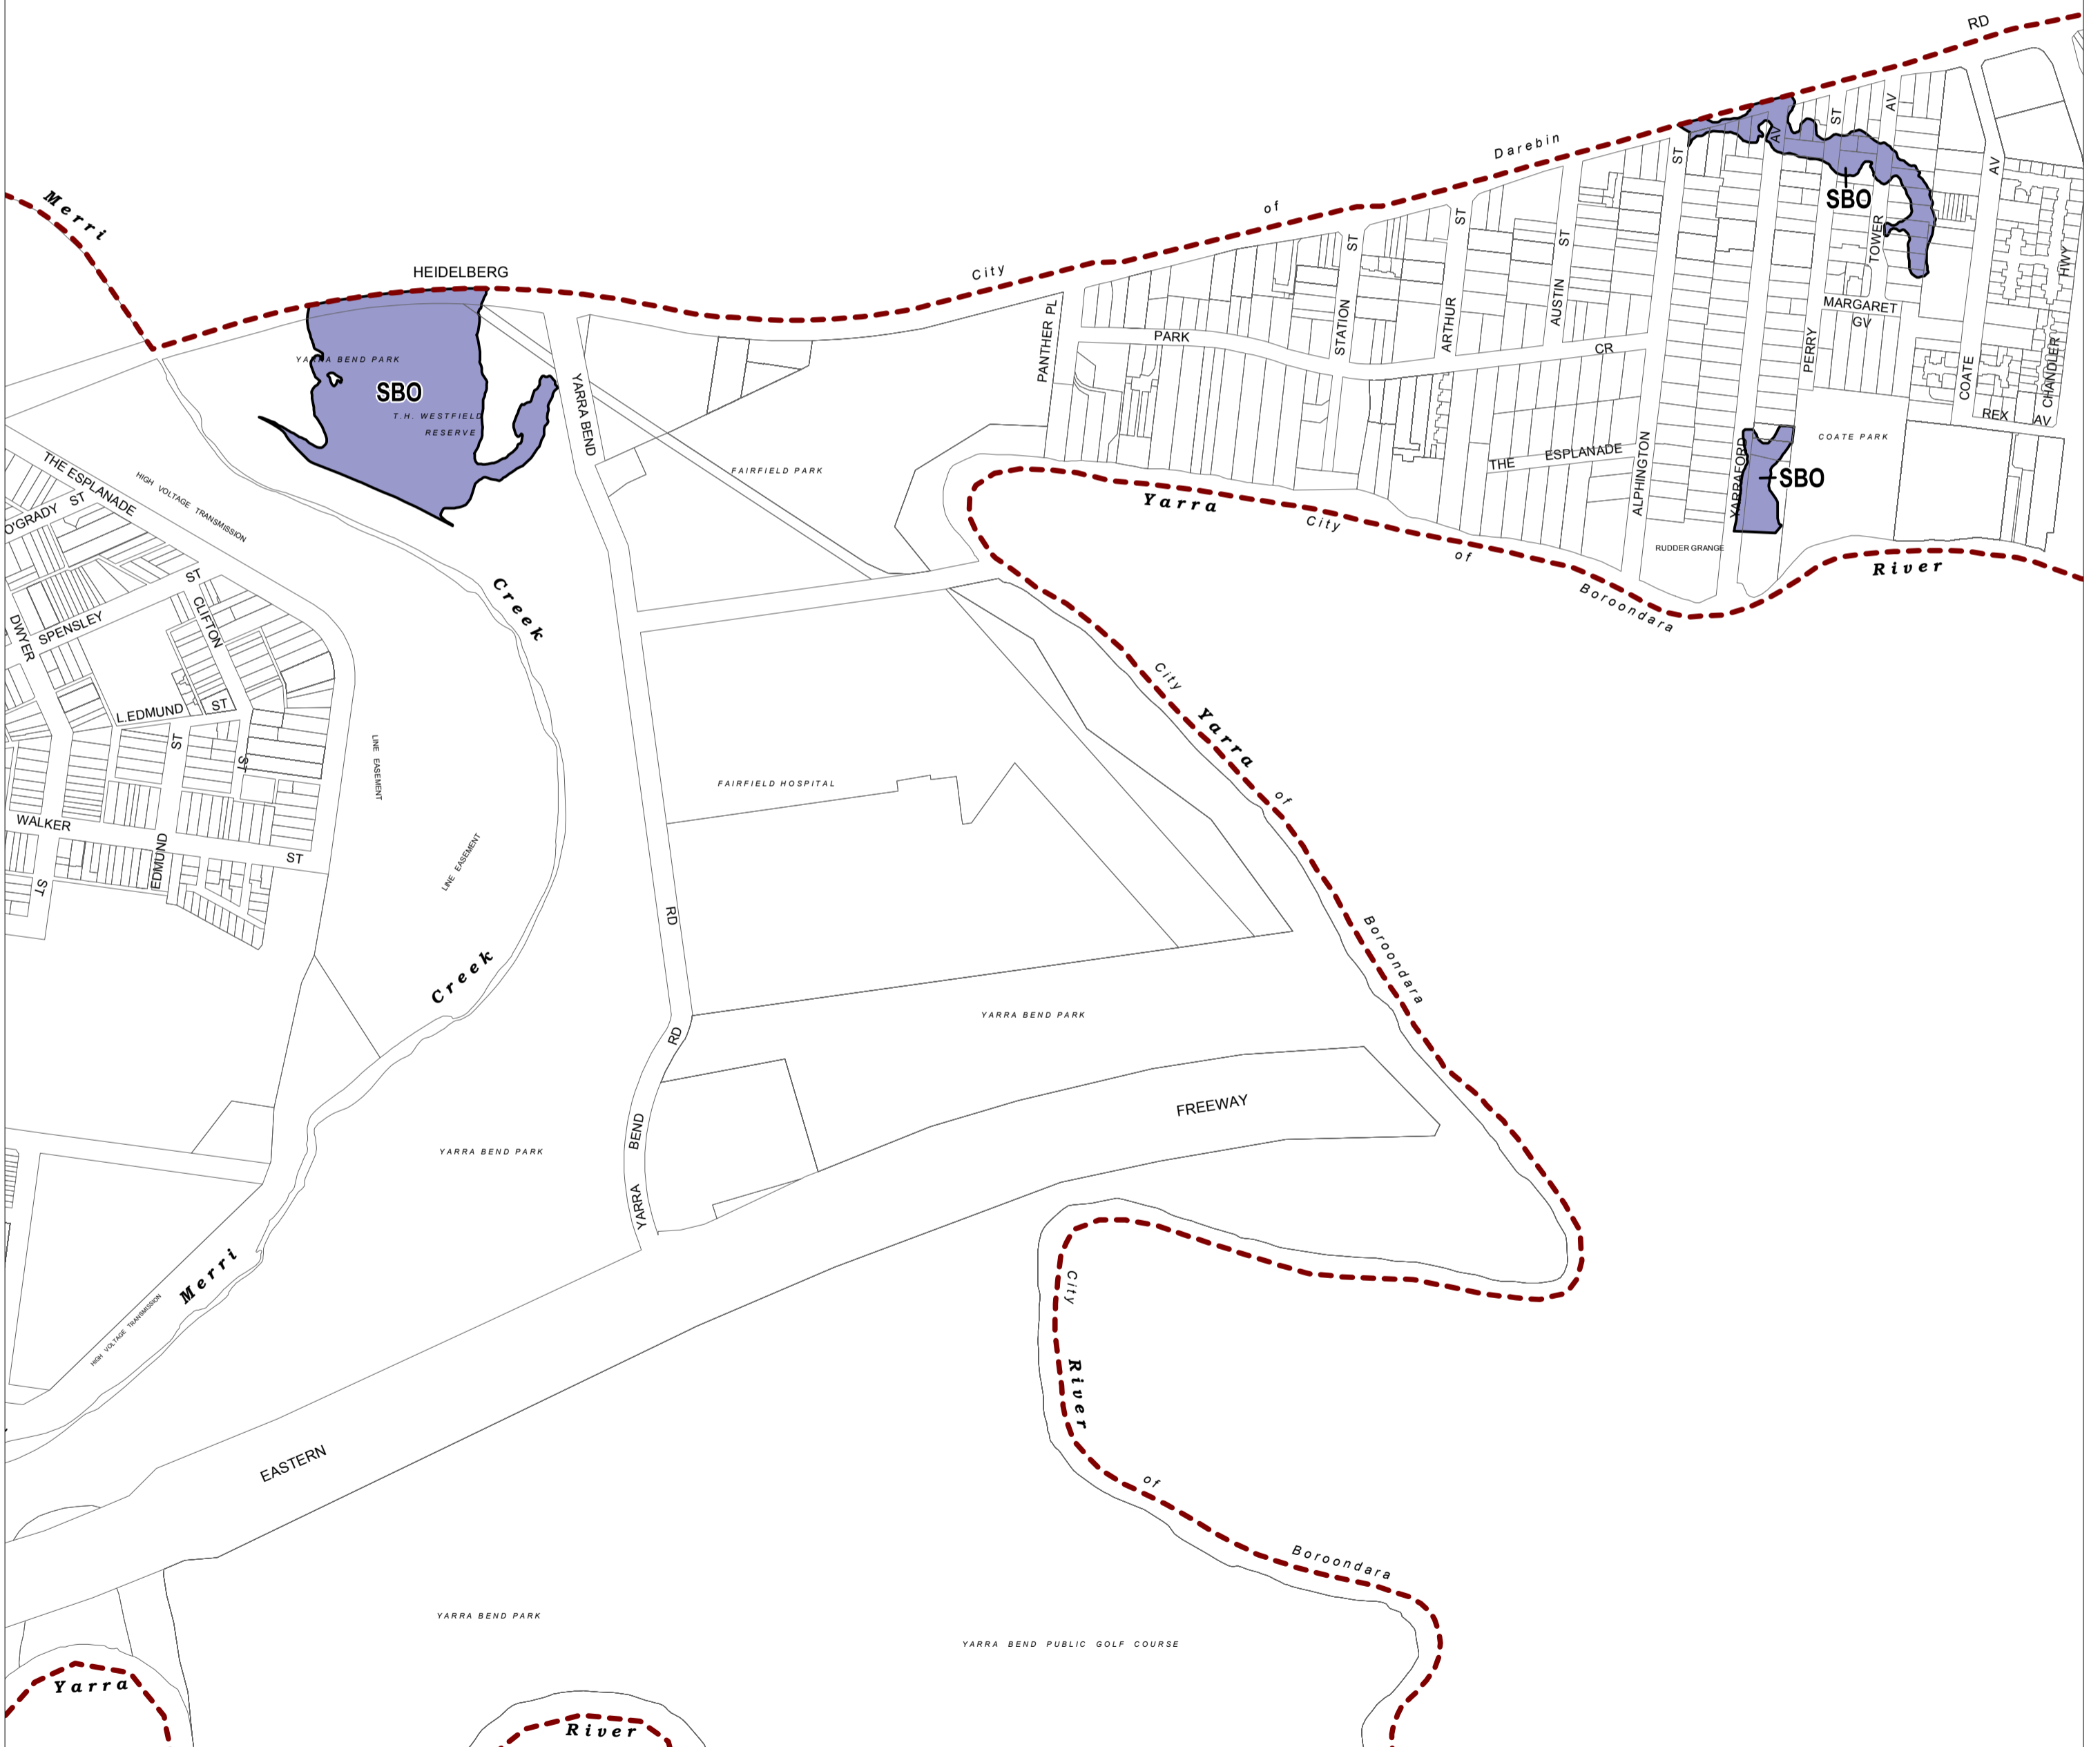 RD
Darebin
AV
ST
AV
ST
AV
SBO
Merri
of
ST
ST
ST
TOWER
HWY
HEIDELBERG
City
PANTHER PL
PARK
STATION
ARTHUR
AUSTIN
CR
PERRY
MARGARET
GV
COATE
CHANDLER
YARRA BEND PARK
SBO
T.H. WESTFIELD
RESERVE
YARRA BEND
REX AV
COATE PARK
FAIRFIELD PARK
THE ESPLANADE
ALPHINGTON
YARRAFORD
SBO
THE ESPLANADE
HIGH VOLTAGE TRANSMISSION
O'GRADY ST
Yarra
City
of
RUDDER GRANGE
River
Boroondara
Creek
ST
CLIFTON
SPENSLEY
DWYER
City
Yarra
of
L.EDMUND ST
ST
ST
LINE EASEMENT
FAIRFIELD HOSPITAL
WALKER
ST
EDMUND
ST
LINE EASEMENT
RD
Boroondara
Creek
RD
YARRA BEND PARK
FREEWAY
BEND
YARRA BEND PARK
YARRA
Merri
City
HIGH VOLTAGE TRANSMISSION
River
EASTERN
of
Boroondara
YARRA BEND PARK
YARRA BEND PUBLIC GOLF COURSE
Yarra
River